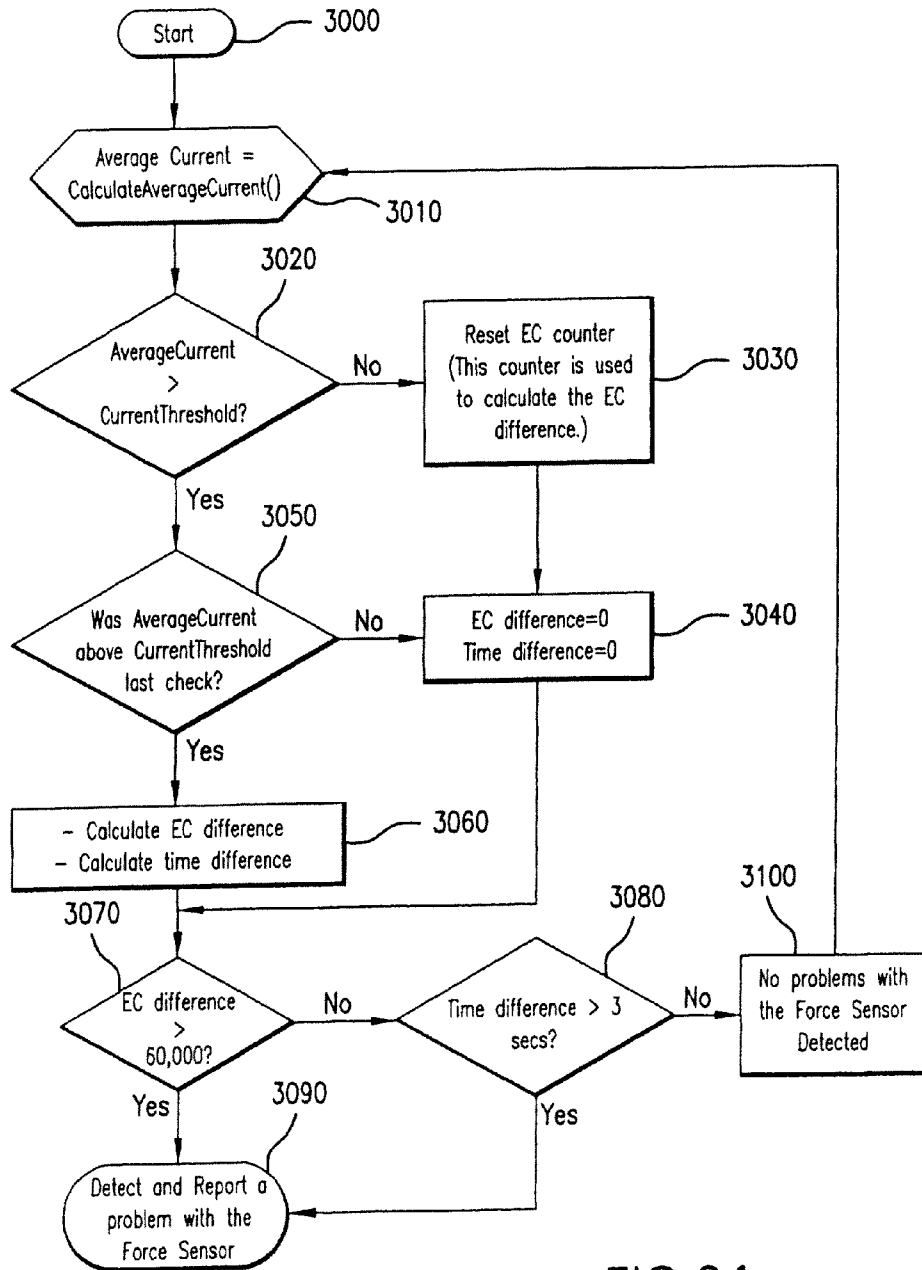 Start
3000
Average Current =
CalculateAverageCurrent()
3010
3020
AverageCurrent
>
CurrentThreshold?
No
Reset EC counter
(This counter is used
to calculate the EC
difference.)
3030
Yes
3050
Was AverageCurrent
above CurrentThreshold
last check?
No
EC difference=0
Time difference=0
3040
Yes
- Calculate EC difference
- Calculate time difference
3060
3070
EC difference
>
60,000?
No
3080
Time difference > 3
secs?
No
3100
No problems with
the Force Sensor
Detected
Yes
Yes
3090
Detect and Report a
problem with the
Force Sensor